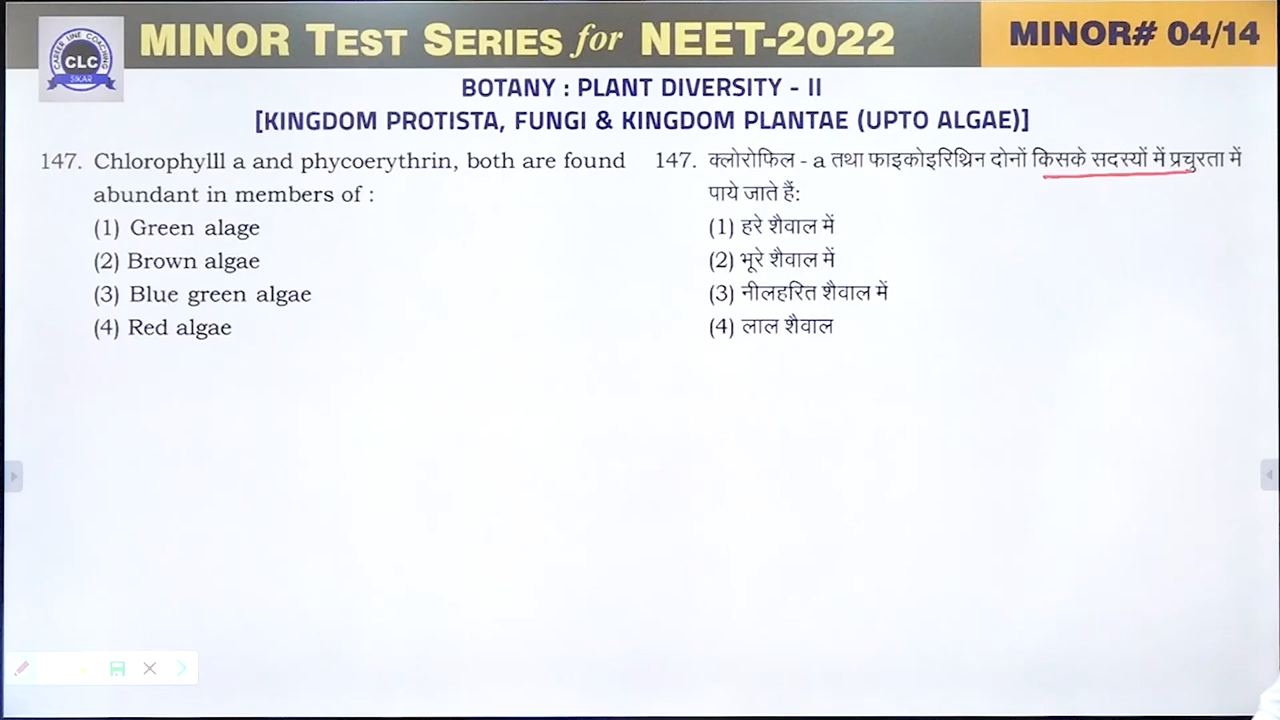 MINOR TEST SERIES for NEET-2022
MINOR# 04/14
CAREER LINE COACHING
CLC
SIKAR
BOTANY : PLANT DIVERSITY - II
[KINGDOM PROTISTA, FUNGI & KINGDOM PLANTAE (UPTO ALGAE)]
147. Chlorophylll a and phycoerythrin, both are found
abundant in members of :
(1) Green alage
(2) Brown algae
(3) Blue green algae
(4) Red algae
147. क्लोरोफिल - a तथा फाइकोइरिथ्रिन दोनों किसके सदस्यों में प्रचुरता में
पाये जाते हैं:
(1) हरे शैवाल में
(2) भूरे शैवाल में
(3) नीलहरित शैवाल में
(4) लाल शैवाल